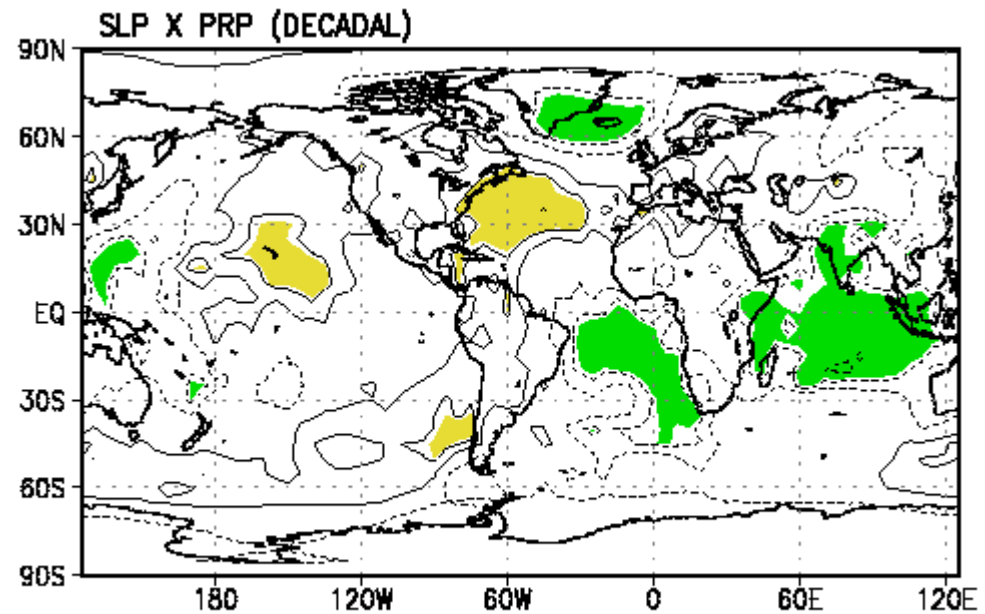 SLP X PRP (DECADAL)
90N
60N
30N
EQ
30S
60S
90S
180 120W 60W 0 60E 120E